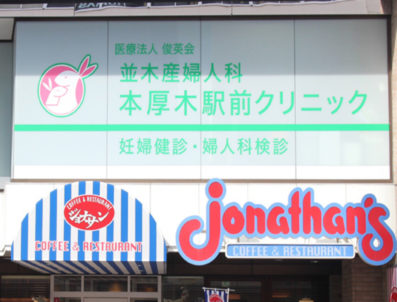 医療法人 俊英会
並木産婦人科
本厚木駅前クリニック
妊婦健診・婦人科検診
COFFEE & RESTAURANT
ジョナサン
COFFEE & RESTAURANT
Jonathan's
COFFEE & RESTAURANT